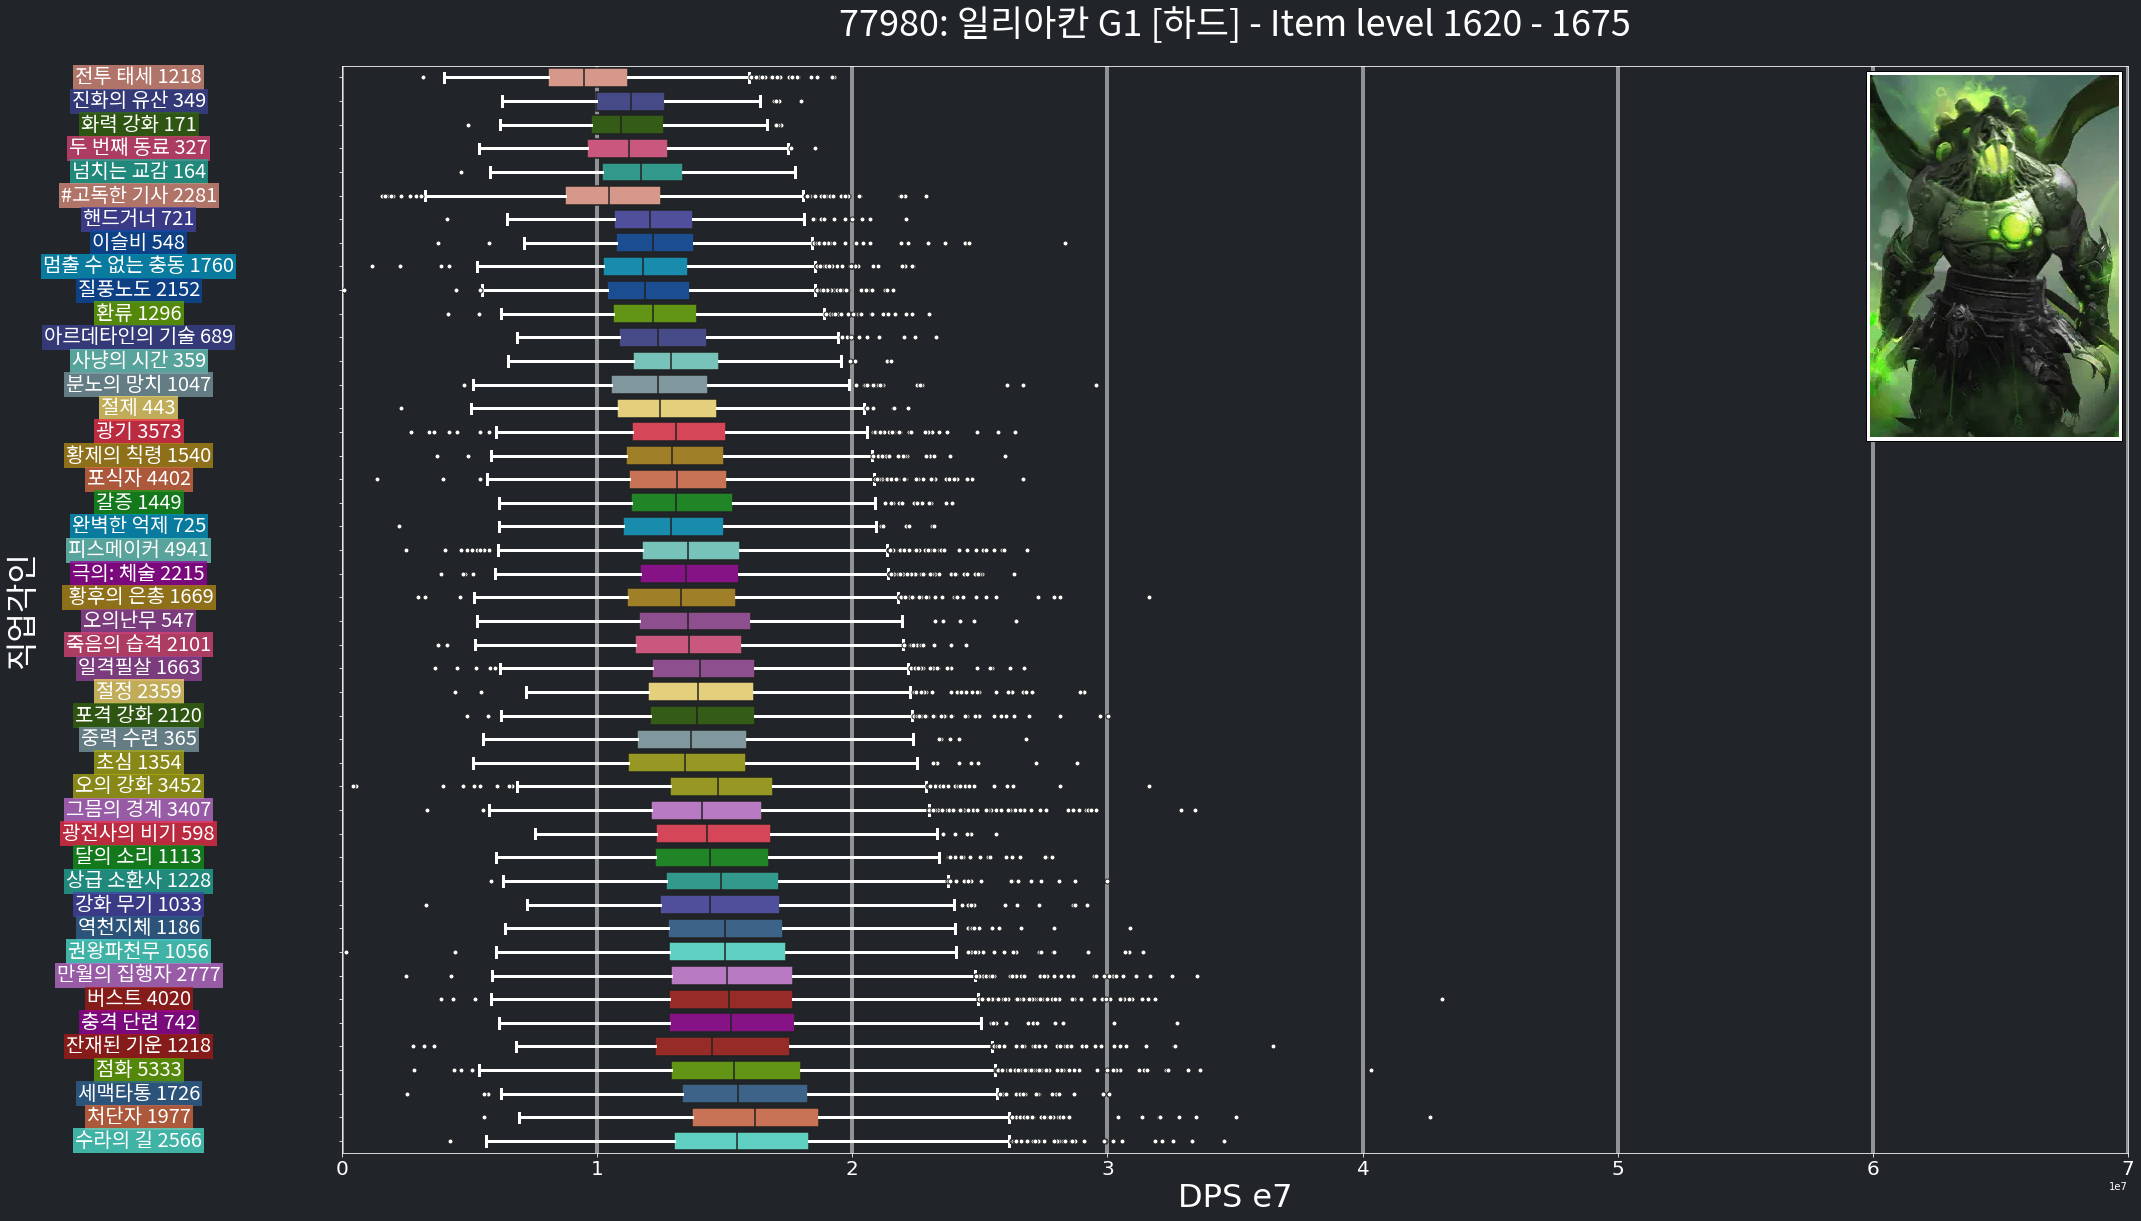 77980: 일리아칸 G1 [하드] - Item level 1620 - 1675
직업각인
전투 태세 1218
진화의 유산 349
화력 강화 171
두 번째 동료 327
넘치는 교감 164
#고독한 기사 2281
핸드거너 721
이슬비 548
멈출 수 없는 충동 1760
질풍노도 2152
환류 1296
아르데타인의 기술 689
사냥의 시간 359
분노의 망치 1047
절제 443
광기 3573
황제의 칙령 1540
포식자 4402
갈증 1449
완벽한 억제 725
피스메이커 4941
극의: 체술 2215
황후의 은총 1669
오의난무 547
죽음의 습격 2101
일격필살 1663
절정 2359
포격 강화 2120
중력 수련 365
초심 1354
오의 강화 3452
그믐의 경계 3407
광전사의 비기 598
달의 소리 1113
상급 소환사 1228
강화 무기 1033
역천지체 1186
권왕파천무 1056
만월의 집행자 2777
버스트 4020
충격 단련 742
잔재된 기운 1218
점화 5333
세맥타통 1726
처단자 1977
수라의 길 2566
0 1 2 3 4 5 6 7
DPS e7
1e7